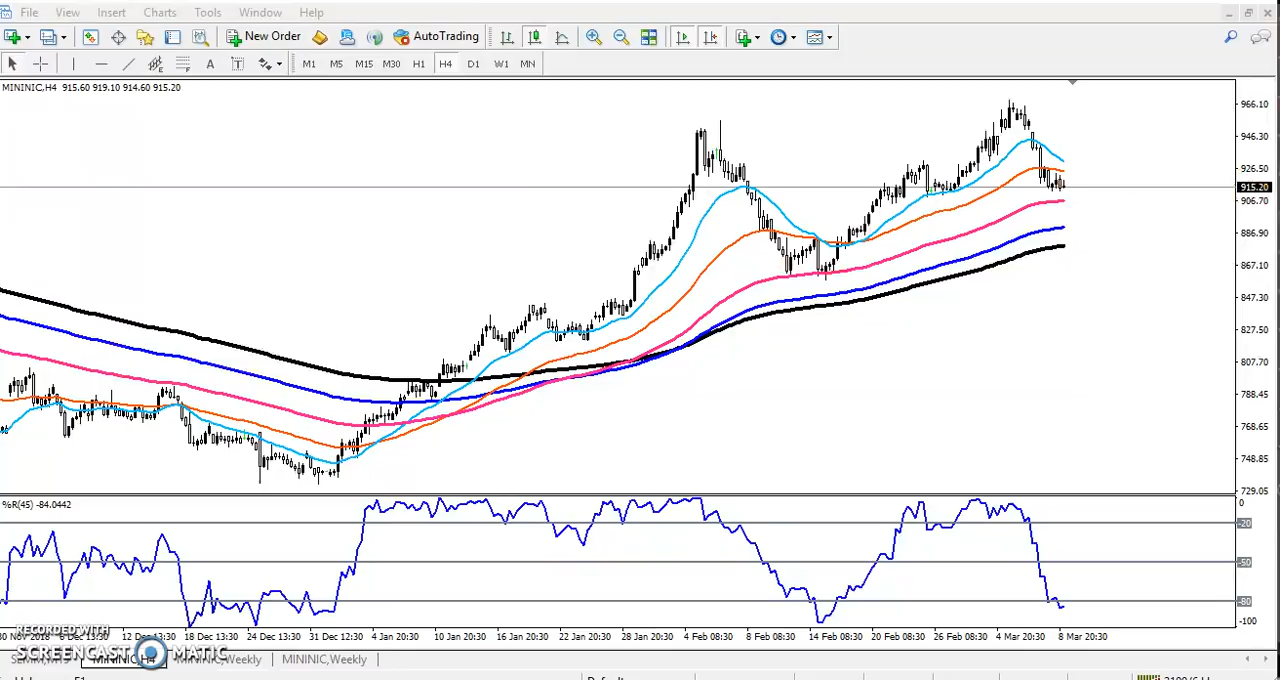 File View Insert Charts Tools Window Help
New Order AutoTrading
A T M1 M5 M15 M30 H1 H4 D1 W1 MN
MININIC,H4 915.60 919.10 914.60 915.20
966.10
946.30
926.50
915.20
906.70
886.90
867.10
847.30
827.50
807.70
788.45
768.65
748.85
729.05
%R(45) -84.0442
0
-20
-50
-80
-100
12 Dec 13:30 18 Dec 13:30 24 Dec 13:30 31 Dec 12:30 4 Jan 20:30 10 Jan 20:30 16 Jan 20:30 22 Jan 20:30 28 Jan 20:30 4 Feb 08:30 8 Feb 08:30 14 Feb 08:30 20 Feb 08:30 26 Feb 08:30 4 Mar 20:30 8 Mar 20:30
RECORDED WITH
SCREENCAST MATIC
MININIC,H4 MININIC,Weekly MININIC,Weekly